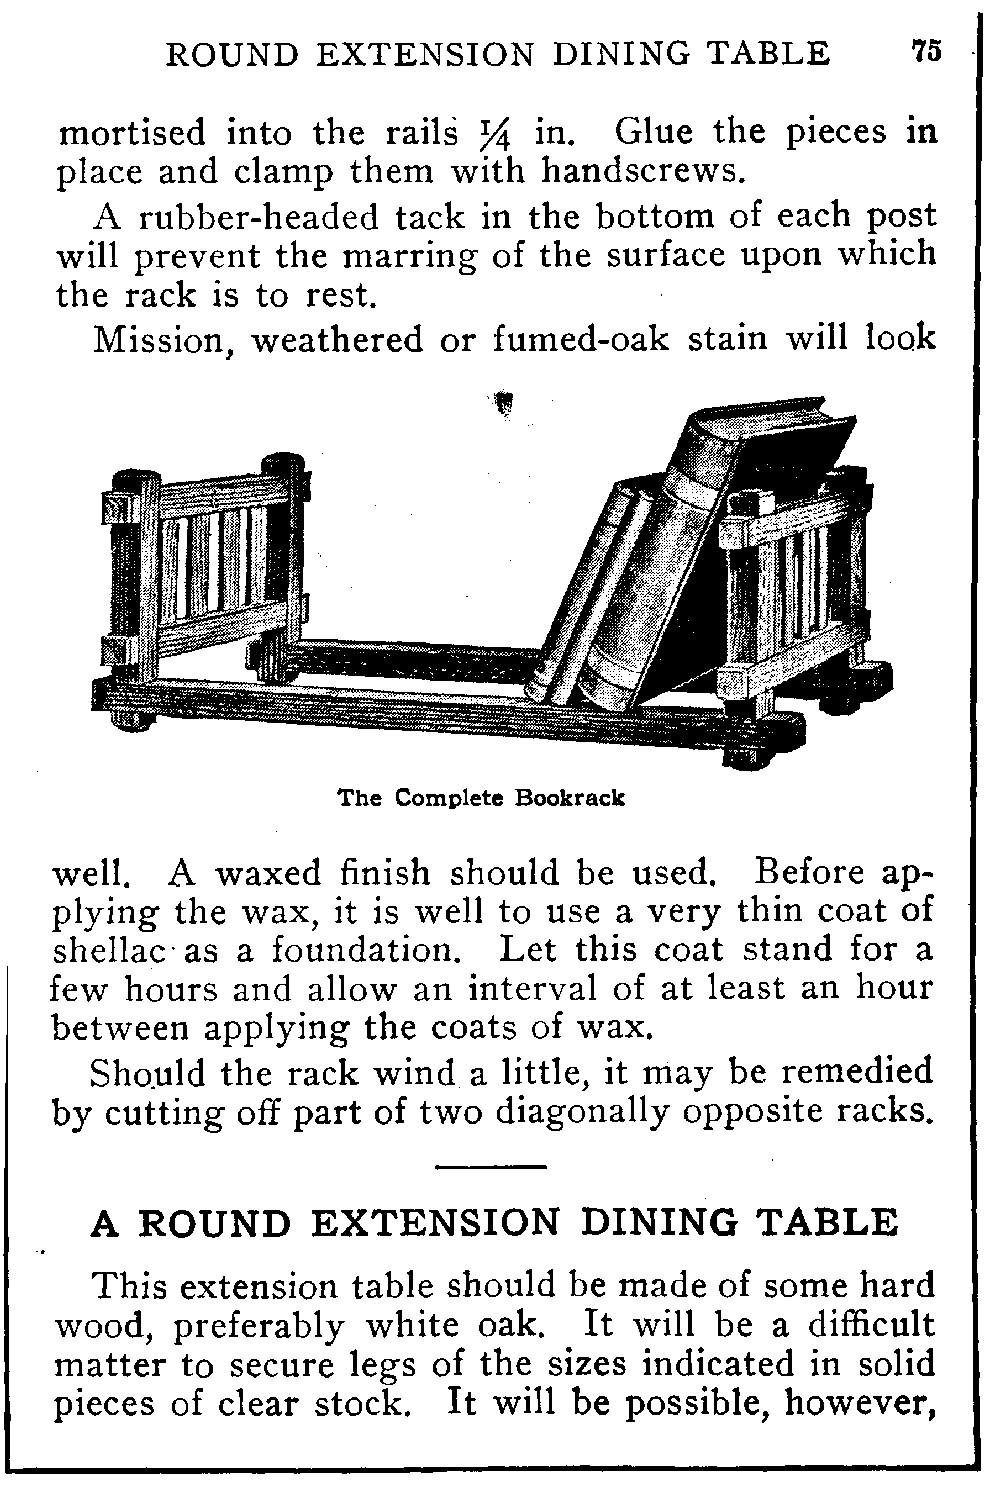 ROUND EXTENSION DINING TABLE 75
mortised into the rails ¼ in. Glue the pieces in
place and clamp them with handscrews.
A rubber-headed tack in the bottom of each post
will prevent the marring of the surface upon which
the rack is to rest.
Mission, weathered or fumed-oak stain will look
The Complete Bookrack
well. A waxed finish should be used. Before ap-
plying the wax, it is well to use a very thin coat of
shellac as a foundation. Let this coat stand for a
few hours and allow an interval of at least an hour
between applying the coats of wax.
Should the rack wind a little, it may be remedied
by cutting off part of two diagonally opposite racks.
A ROUND EXTENSION DINING TABLE
This extension table should be made of some hard
wood, preferably white oak. It will be a difficult
matter to secure legs of the sizes indicated in solid
pieces of clear stock. It will be possible, however,